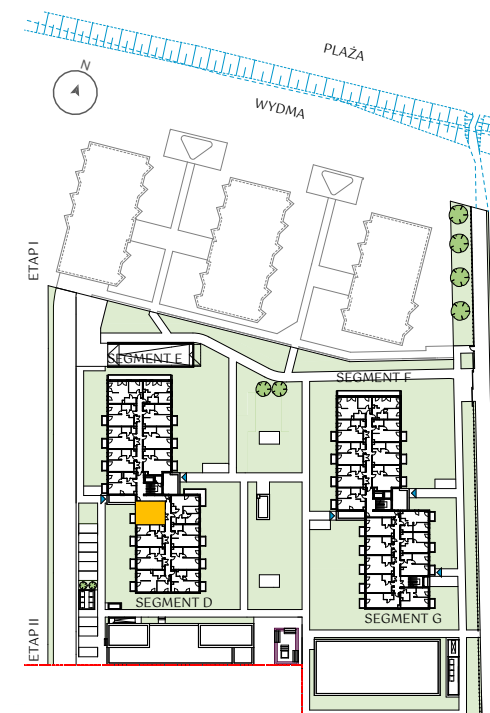 PLAŻA
N
WYDMA
ETAP I
SEGMENT E
SEGMENT F
SEGMENT D
SEGMENT G
ETAP II